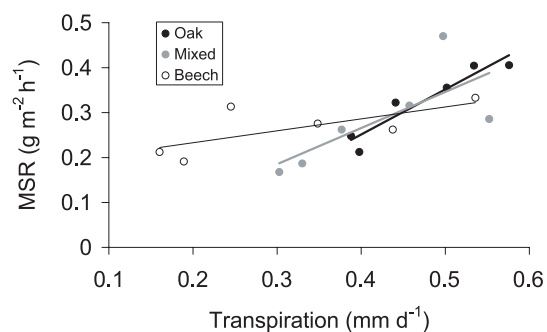 0.5
0.4
0.3
0.2
0.1
0
MSR (g m⁻² h⁻¹)
Oak
Mixed
Beech
0.1 0.2 0.3 0.4 0.5 0.6
Transpiration (mm d⁻¹)